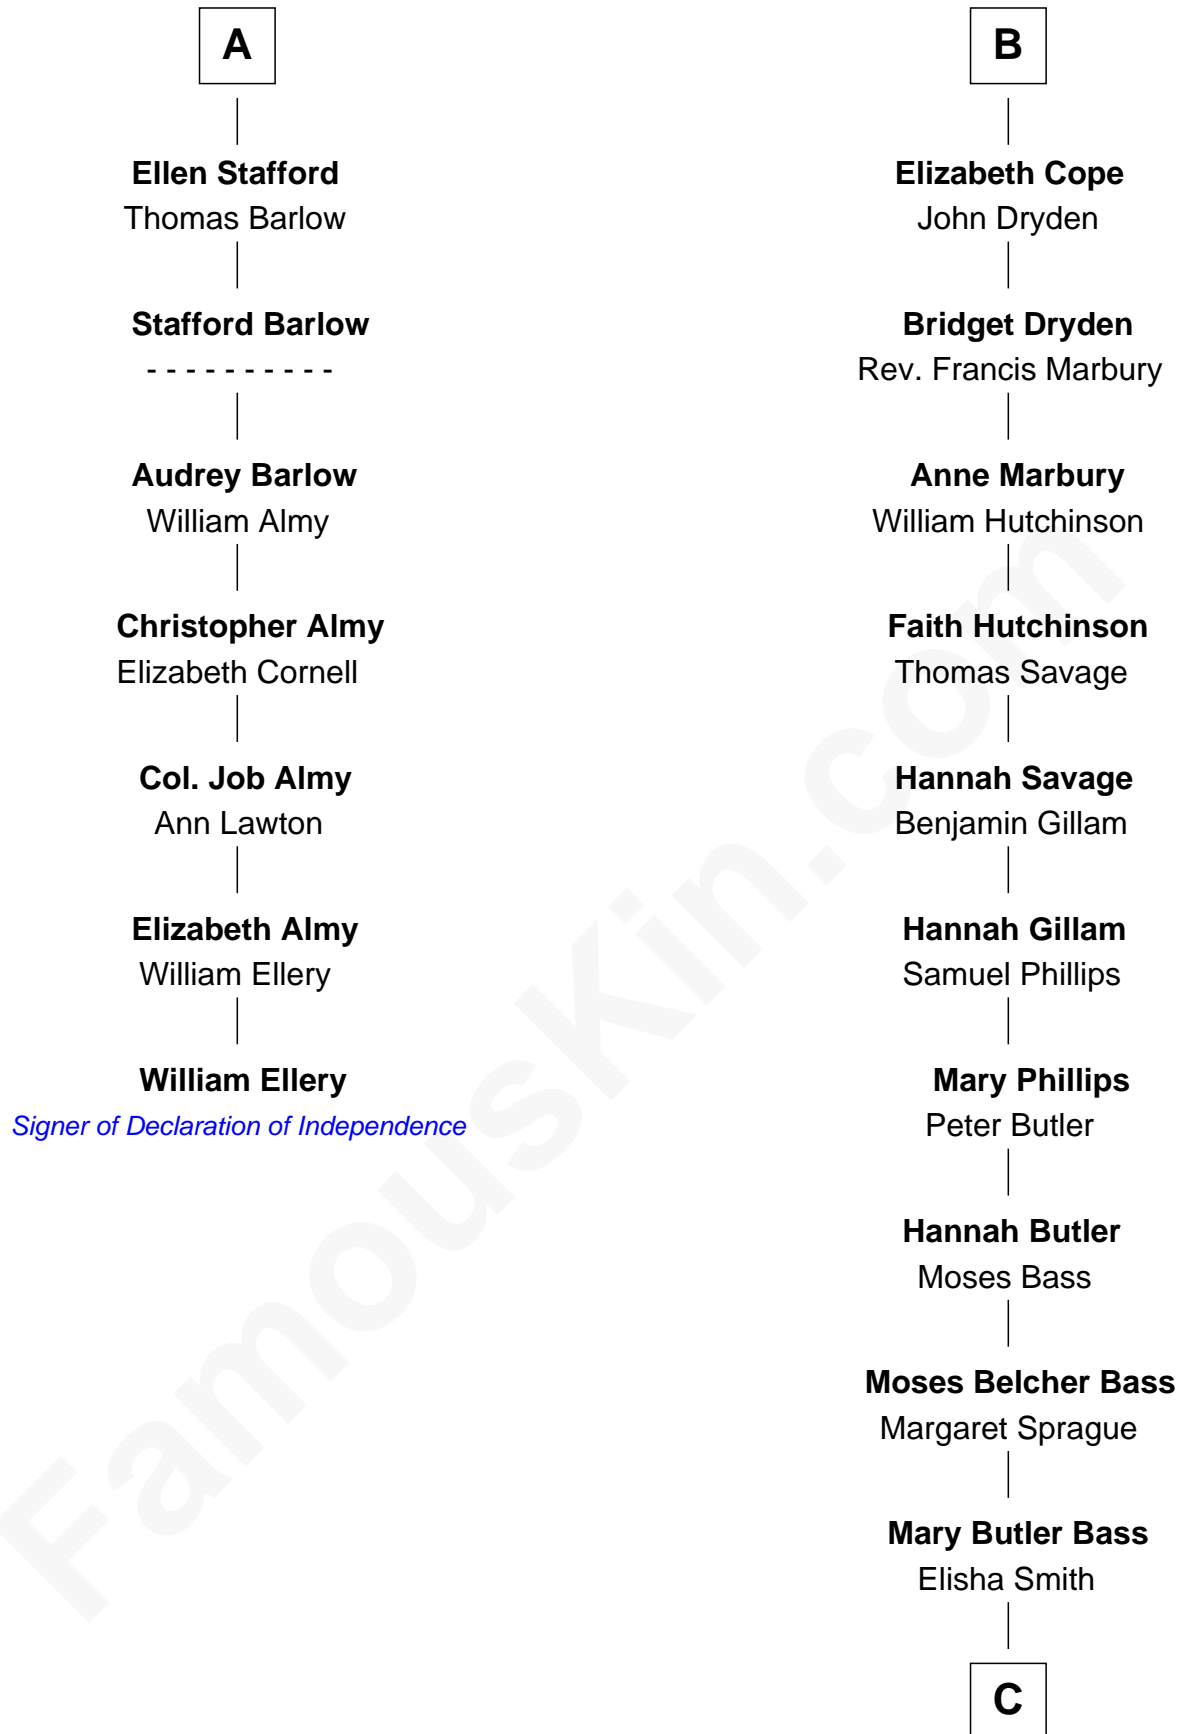 A
Ellen Stafford
Thomas Barlow
Stafford Barlow
- - - - - - - - - -
Audrey Barlow
William Almy
Christopher Almy
Elizabeth Cornell
Col. Job Almy
Ann Lawton
Elizabeth Almy
William Ellery
William Ellery
Signer of Declaration of Independence
B
Elizabeth Cope
John Dryden
Bridget Dryden
Rev. Francis Marbury
Anne Marbury
William Hutchinson
Faith Hutchinson
Thomas Savage
Hannah Savage
Benjamin Gillam
Hannah Gillam
Samuel Phillips
Mary Phillips
Peter Butler
Hannah Butler
Moses Bass
Moses Belcher Bass
Margaret Sprague
Mary Butler Bass
Elisha Smith
C
FamousKin.com